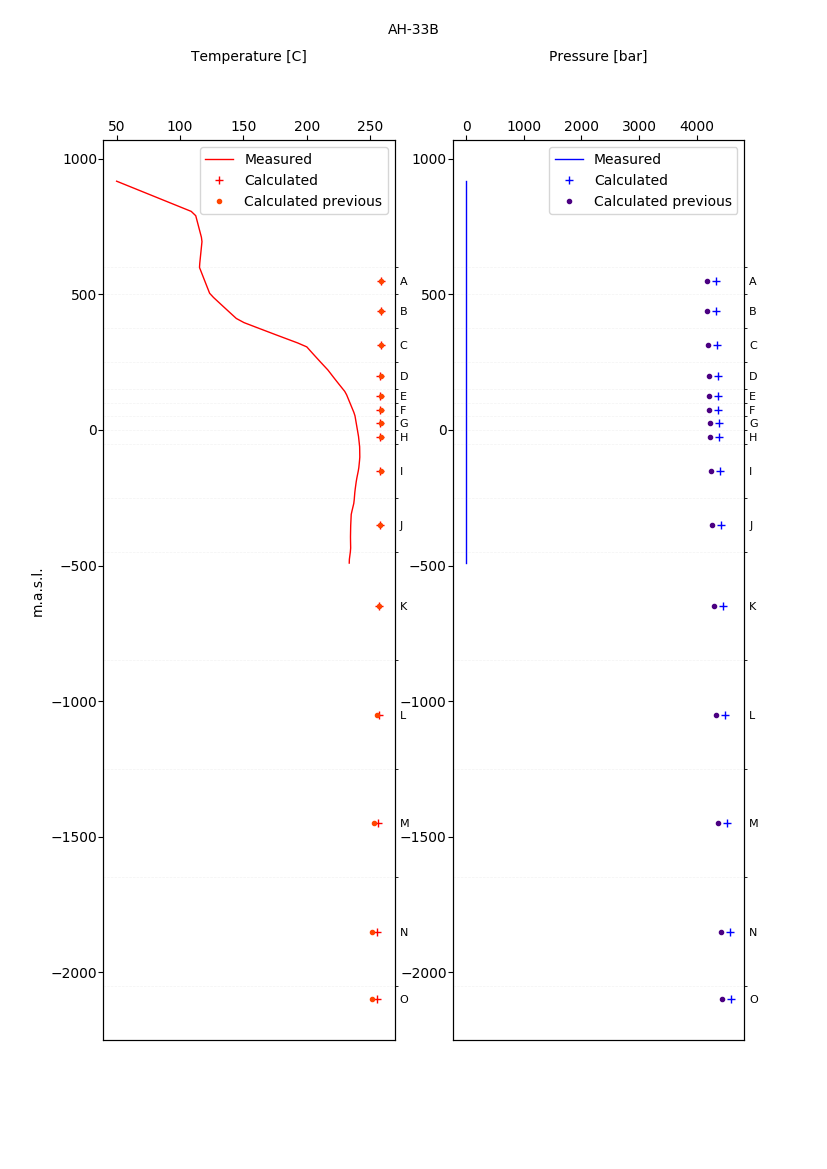 AH-33B
Temperature [C]
Pressure [bar]
50 100 150 200 250
0 1000 2000 3000 4000
1000
500
0
−500
−1000
−1500
−2000
m.a.s.l.
Measured
Calculated
Calculated previous
A
B
C
D
E
F
G
H
I
J
K
L
M
N
O
1000
500
0
−500
−1000
−1500
−2000
Measured
Calculated
Calculated previous
A
B
C
D
E
F
G
H
I
J
K
L
M
N
O